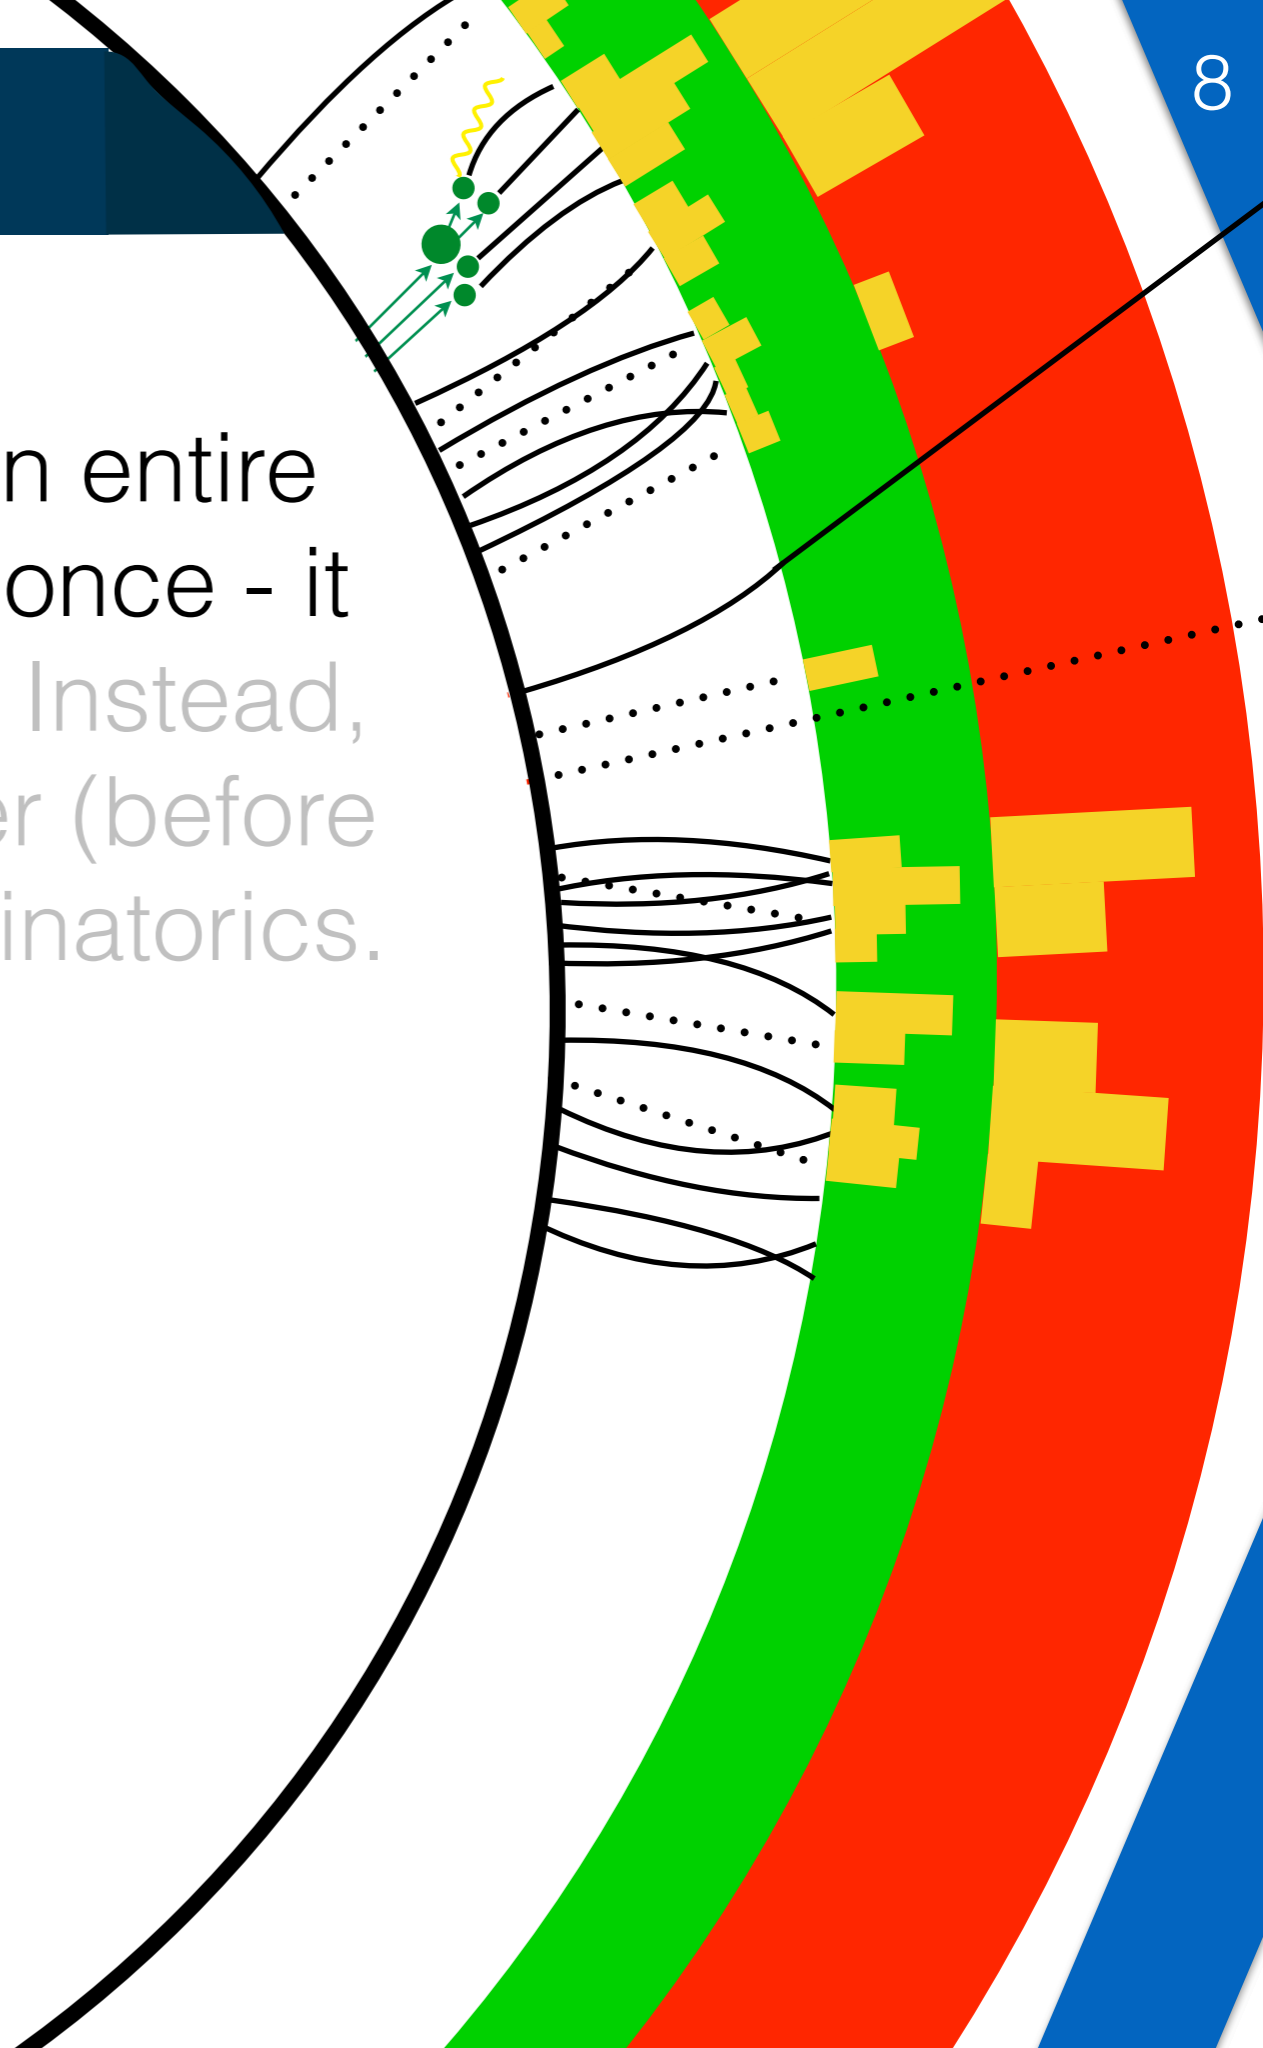 8
n entire
once - it
Instead,
er (before
inatorics.